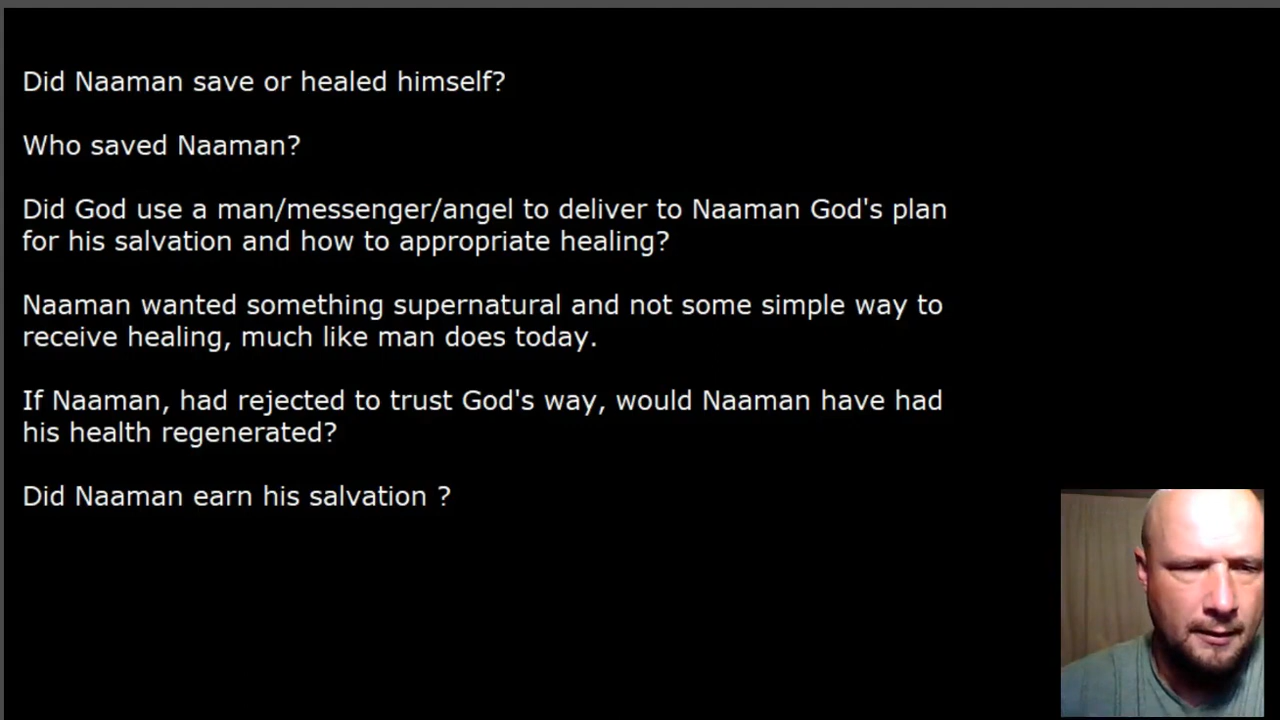 Did Naaman save or healed himself?
Who saved Naaman?
Did God use a man/messenger/angel to deliver to Naaman God's plan
for his salvation and how to appropriate healing?
Naaman wanted something supernatural and not some simple way to
receive healing, much like man does today.
If Naaman, had rejected to trust God's way, would Naaman have had
his health regenerated?
Did Naaman earn his salvation ?